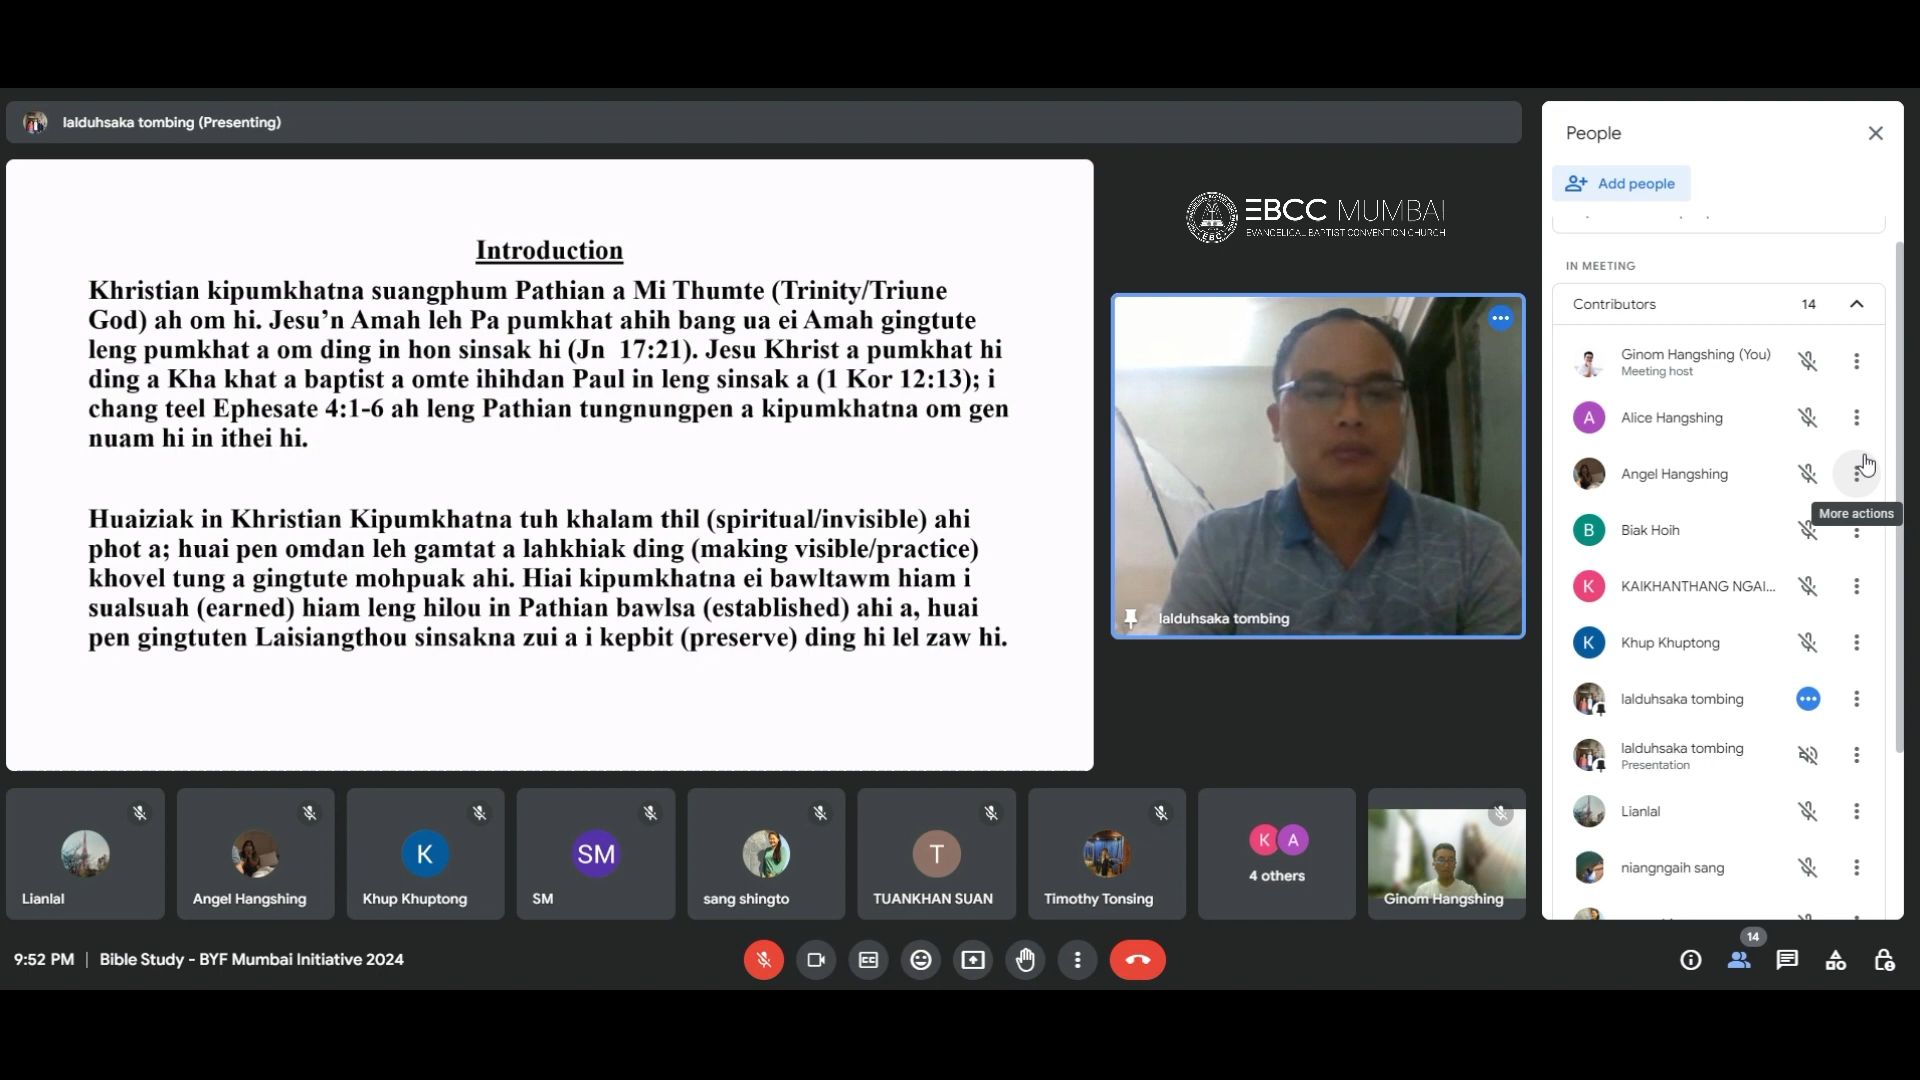 lalduhsaka tombing (Presenting)
Introduction
Khristian kipumkhatna suangphum Pathian a Mi Thumte (Trinity/Triune
God) ah om hi. Jesu’n Amah leh Pa pumkhat ahih bang ua ei Amah gingtute
leng pumkhat a om ding in hon sinsak hi (Jn 17:21). Jesu Khrist a pumkhat hi
ding a Kha khat a baptist a omte ihihdan Paul in leng sinsak a (1 Kor 12:13); i
chang teel Ephesate 4:1-6 ah leng Pathian tungnungpen a kipumkhatna om gen
nuam hi in ithei hi.
Huaiziak in Khristian Kipumkhatna tuh khalam thil (spiritual/invisible) ahi
phot a; huai pen omdan leh gamtat a lahkhiak ding (making visible/practice)
khovel tung a gingtute mohpuak ahi. Hiai kipumkhatna ei bawltawm hiam i
sualsuah (earned) hiam leng hilou in Pathian bawlsa (established) ahi a, huai
pen gingtuten Laisiangthou sinsakna zui a i kepbit (preserve) ding hi lel zaw hi.
EBCC MUMBAI
EVANGELICAL BAPTIST CONVENTION CHURCH
EBC
lalduhsaka tombing
People
Add people
IN MEETING
Contributors 14
Ginom Hangshing (You)
Meeting host
Alice Hangshing
A
Angel Hangshing
More actions
B
Biak Hoih
K
KAIKHANTHANG NGAI...
K
Khup Khuptong
lalduhsaka tombing
lalduhsaka tombing
Presentation
Lianlal
niangngaih sang
Lianlal
Angel Hangshing
K
Khup Khuptong
SM
SM
sang shingto
T
TUANKHAN SUAN
Timothy Tonsing
K A
4 others
Ginom Hangshing
9:52 PM | Bible Study - BYF Mumbai Initiative 2024
14